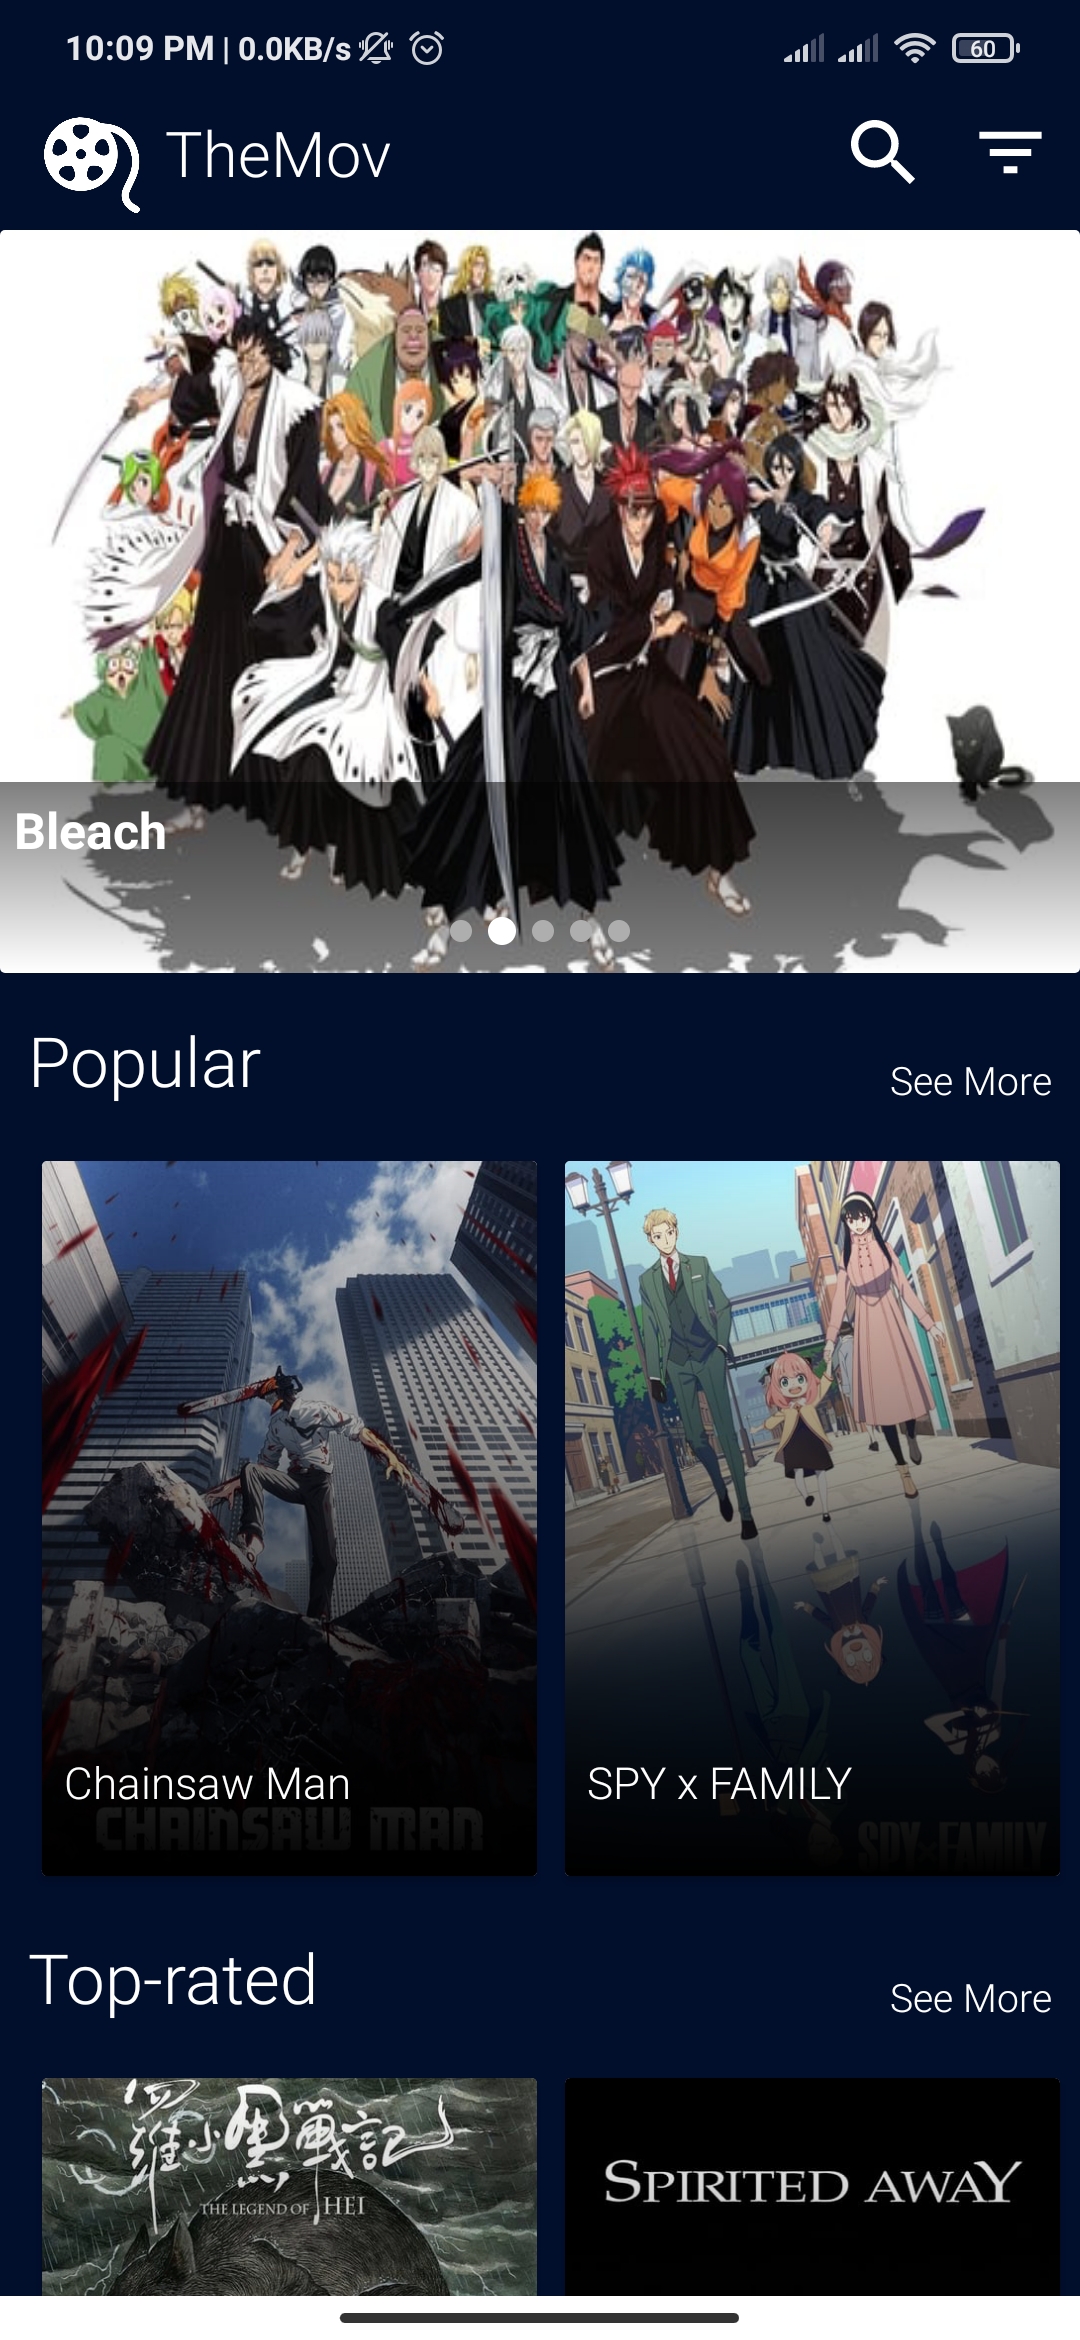 10:09 PM | 0.0KB/s
60
TheMov
Bleach
Popular
See More
Chainsaw Man
CHAINSAW MAN
SPY x FAMILY
SPY×FAMILY
Top-rated
See More
羅小黑戰記
THE LEGEND OF HEI
SPIRITED AWAY